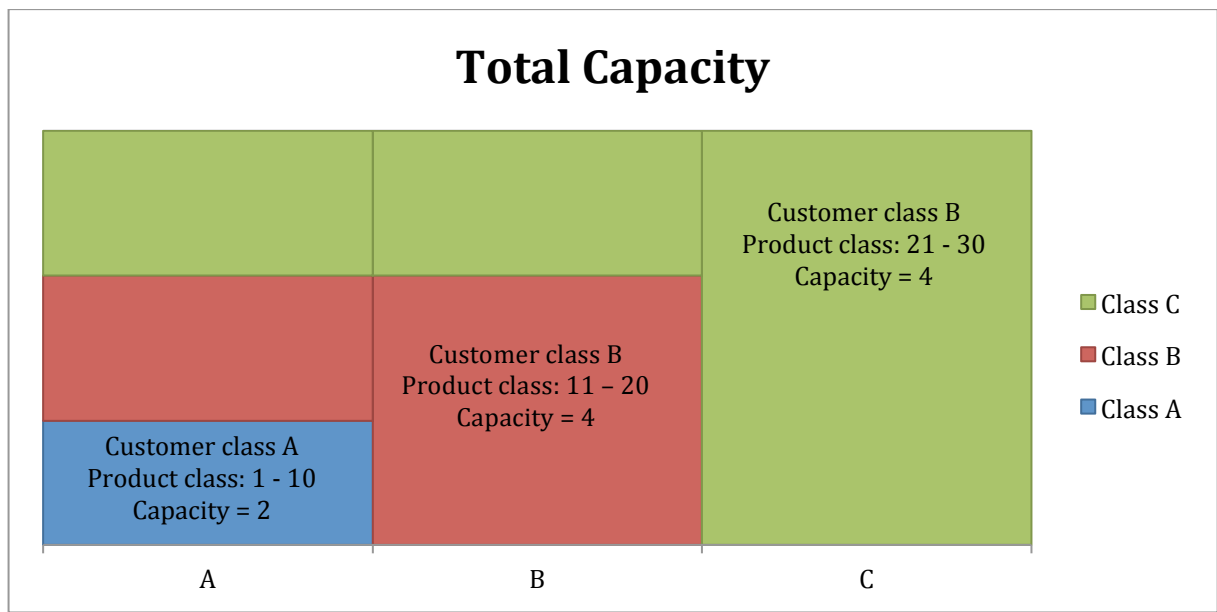 Total Capacity
Customer class B
Product class: 21 - 30
Capacity = 4
Customer class B
Product class: 11 – 20
Capacity = 4
Customer class A
Product class: 1 - 10
Capacity = 2
Class C
Class B
Class A
A
B
C